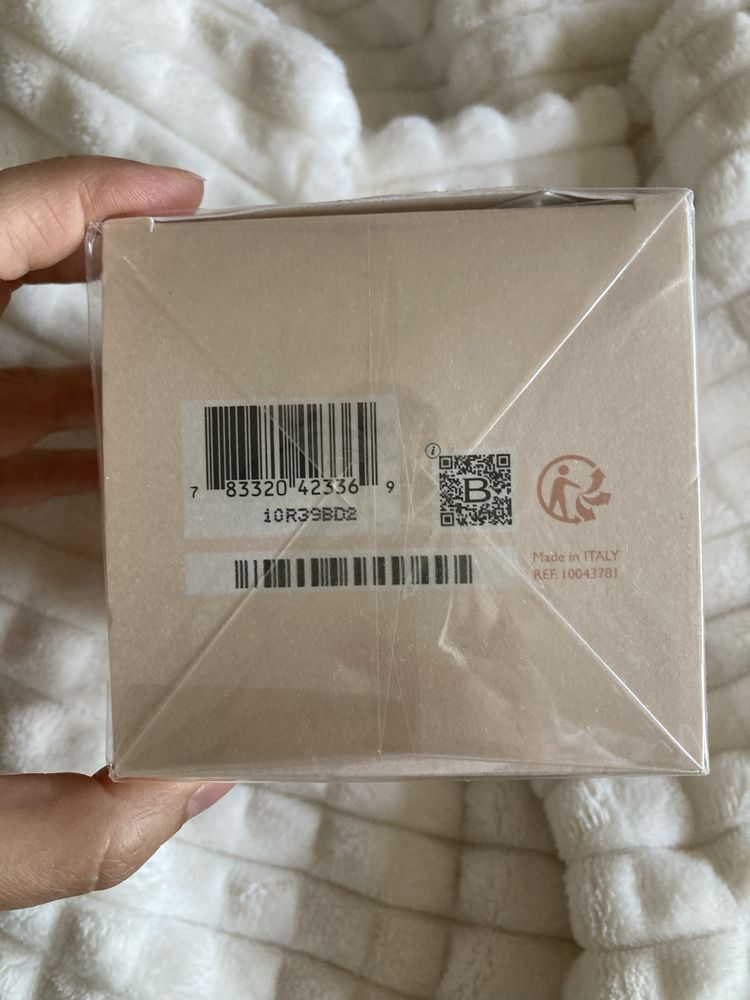 7 83320 42336 9
10R39BD2
i
B
Made in ITALY
REF. 10043781